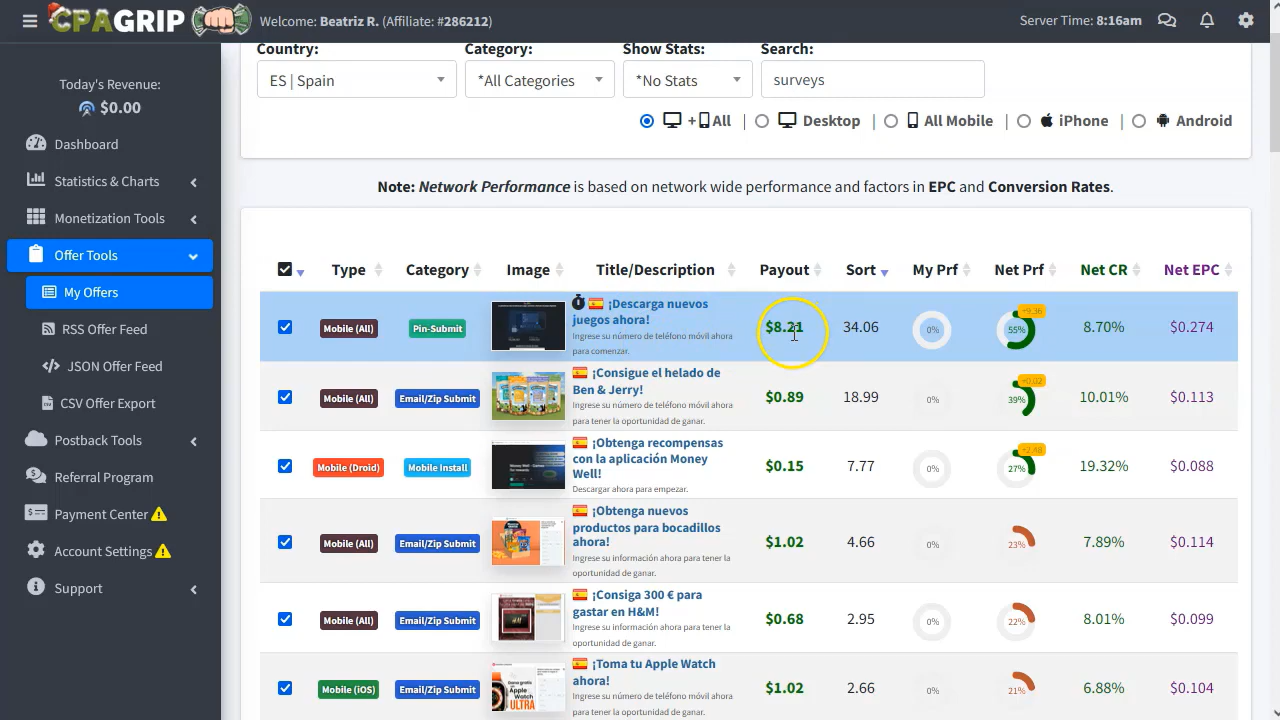 CPAGRIP
Welcome: Beatriz R. (Affiliate: #286212)
Server Time: 8:16am
Today's Revenue:
$0.00
Dashboard
Statistics & Charts
Monetization Tools
Offer Tools
My Offers
RSS Offer Feed
JSON Offer Feed
CSV Offer Export
Postback Tools
Referral Program
Payment Center
Account Settings
Support
Country: Category: Show Stats: Search:
ES | Spain *All Categories *No Stats surveys
+ All | Desktop | All Mobile | iPhone | Android
Note: Network Performance is based on network wide performance and factors in EPC and Conversion Rates.
Type Category Image Title/Description Payout Sort My Prf Net Prf Net CR Net EPC
¡Descarga nuevos
juegos ahora!
Ingrese su número de teléfono móvil ahora
para comenzar.
Mobile (All) Pin-Submit $8.21 34.06 0% 55% +9.36 8.70% $0.274
¡Consigue el helado de
Ben & Jerry!
Ingrese su número de teléfono móvil ahora
para tener la oportunidad de ganar.
Mobile (All) Email/Zip Submit $0.89 18.99 0% 39% +0.02 10.01% $0.113
¡Obtenga recompensas
con la aplicación Money
Well!
Descargar ahora para empezar.
Mobile (Droid) Mobile Install $0.15 7.77 0% 27% 19.32% $0.088
¡Obtenga nuevos
productos para bocadillos
ahora!
Ingrese su información ahora para tener la
oportunidad de ganar.
Mobile (All) Email/Zip Submit $1.02 4.66 0% 23% 7.89% $0.114
¡Consiga 300 € para
gastar en H&M!
Ingrese su información ahora para tener la
oportunidad de ganar.
Mobile (All) Email/Zip Submit $0.68 2.95 0% 22% 8.01% $0.099
¡Toma tu Apple Watch
ahora!
Ingrese su información ahora para tener la
oportunidad de ganar.
Mobile (iOS) Email/Zip Submit $1.02 2.66 0% 21% 6.88% $0.104
Apple
Watch
ULTRA